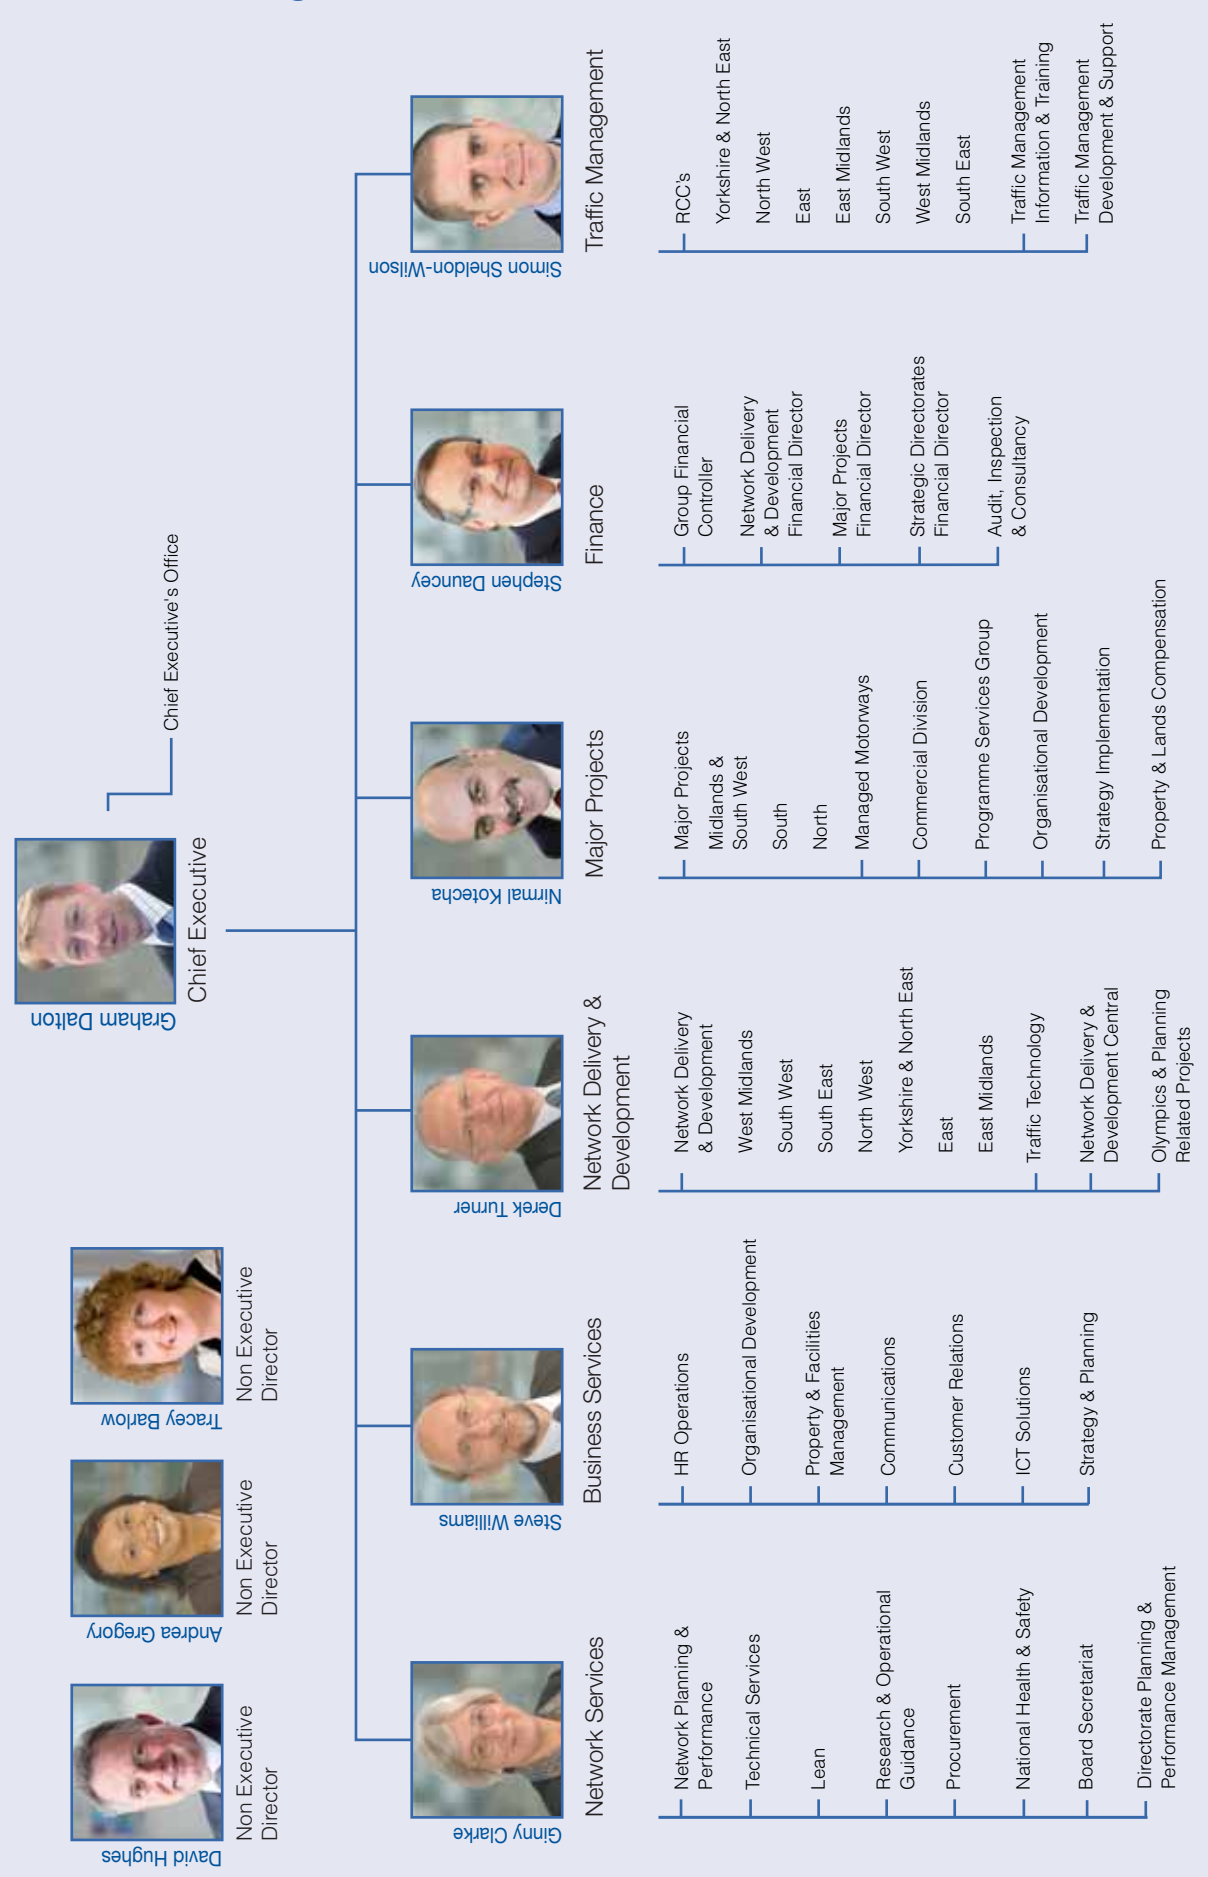 David Hughes
Non Executive
Director
Andrea Gregory
Non Executive
Director
Tracey Barlow
Non Executive
Director
Graham Dalton
Chief Executive
Chief Executive's Office
Ginny Clarke
Network Services
Network Planning &
Performance
Technical Services
Lean
Research & Operational
Guidance
Procurement
National Health & Safety
Board Secretariat
Directorate Planning &
Performance Management
Steve Williams
Business Services
HR Operations
Organisational Development
Property & Facilities
Management
Communications
Customer Relations
ICT Solutions
Strategy & Planning
Derek Turner
Network Delivery &
Development
Network Delivery
& Development
West Midlands
South West
South East
North West
Yorkshire & North East
East
East Midlands
Traffic Technology
Network Delivery &
Development Central
Olympics & Planning
Related Projects
Nirmal Kotecha
Major Projects
Major Projects
Midlands &
South West
South
North
Managed Motorways
Commercial Division
Programme Services Group
Organisational Development
Strategy Implementation
Property & Lands Compensation
Stephen Dauncey
Finance
Group Financial
Controller
Network Delivery
& Development
Financial Director
Major Projects
Financial Director
Strategic Directorates
Financial Director
Audit, Inspection
& Consultancy
Simon Sheldon-Wilson
Traffic Management
RCC's
Yorkshire & North East
North West
East
East Midlands
South West
West Midlands
South East
Traffic Management
Information & Training
Traffic Management
Development & Support